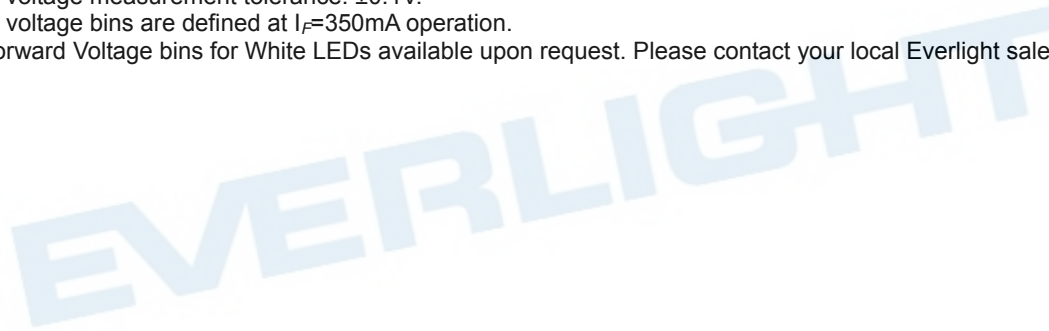 voltage measurement tolerance: ±0.1V.
voltage bins are defined at IF=350mA operation.
orward Voltage bins for White LEDs available upon request. Please contact your local Everlight sale
EVERLIGHT